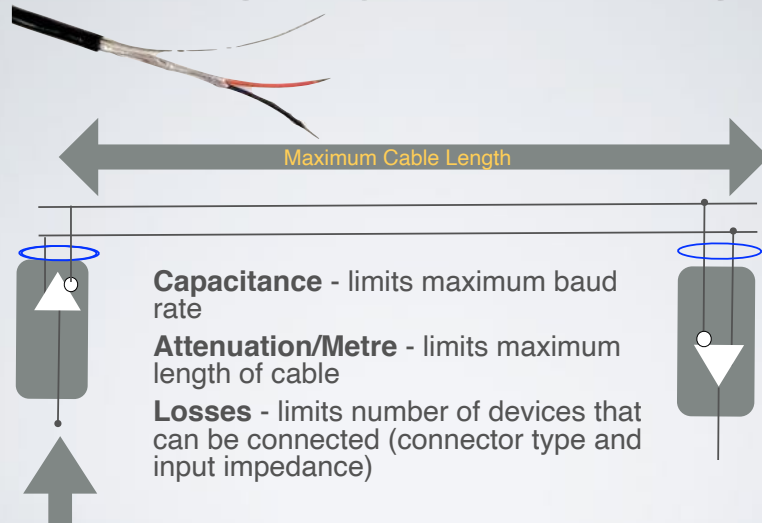 Maximum Cable Length
Capacitance - limits maximum baud
rate
Attenuation/Metre - limits maximum
length of cable
Losses - limits number of devices that
can be connected (connector type and
input impedance)